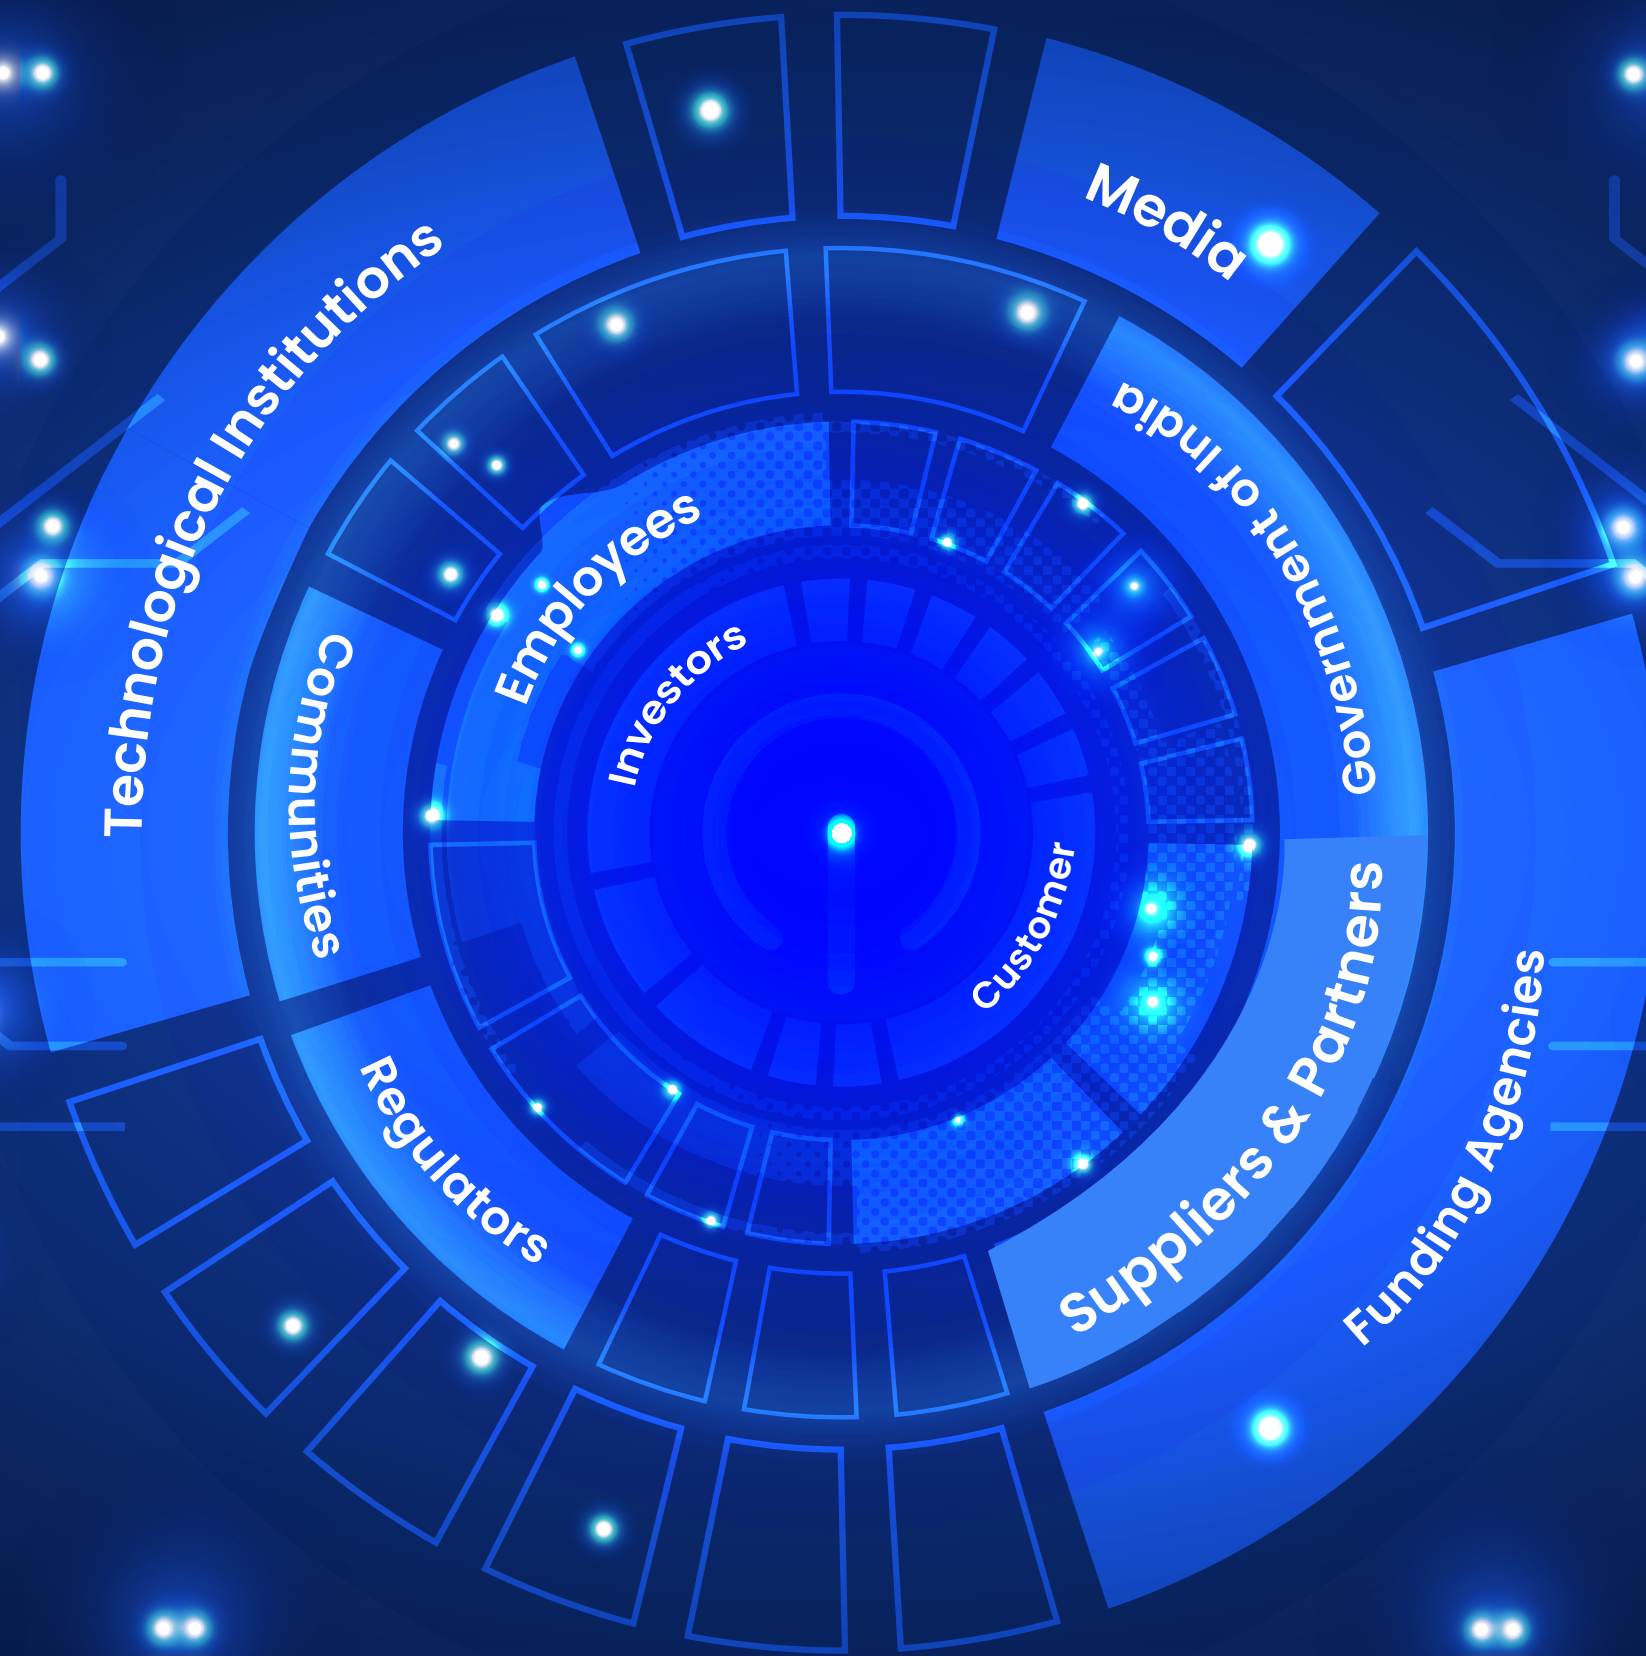 Media
Technological Institutions
Government of India
Employees
Investors
Communities
Customer
Suppliers & Partners
Funding Agencies
Regulators